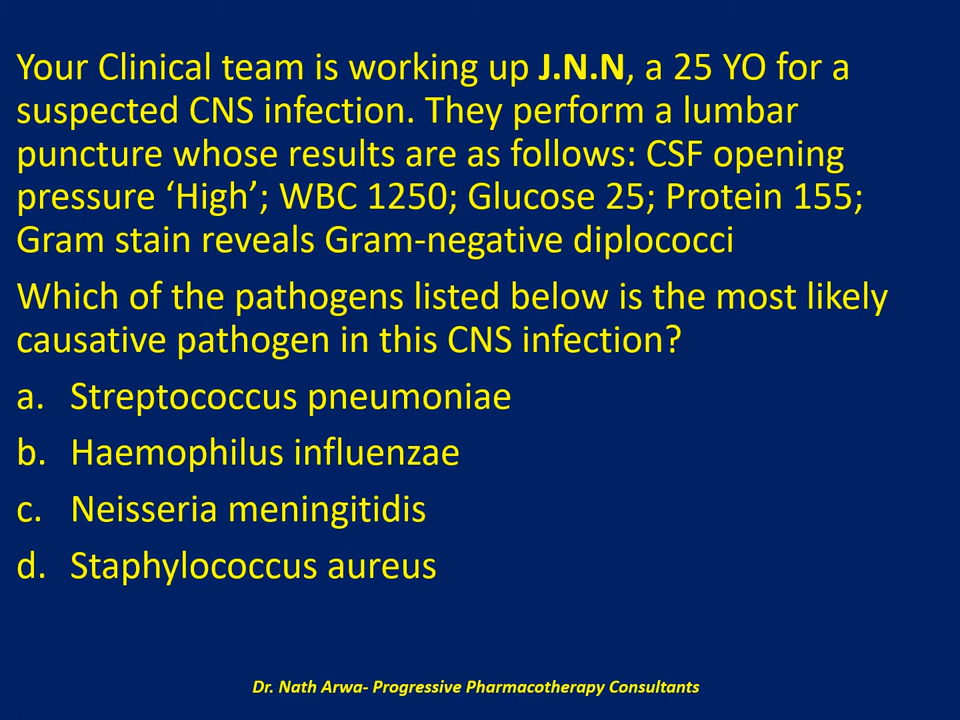 Your Clinical team is working up J.N.N, a 25 YO for a
suspected CNS infection. They perform a lumbar
puncture whose results are as follows: CSF opening
pressure ‘High’; WBC 1250; Glucose 25; Protein 155;
Gram stain reveals Gram-negative diplococci
Which of the pathogens listed below is the most likely
causative pathogen in this CNS infection?
a. Streptococcus pneumoniae
b. Haemophilus influenzae
c. Neisseria meningitidis
d. Staphylococcus aureus
Dr. Nath Arwa- Progressive Pharmacotherapy Consultants